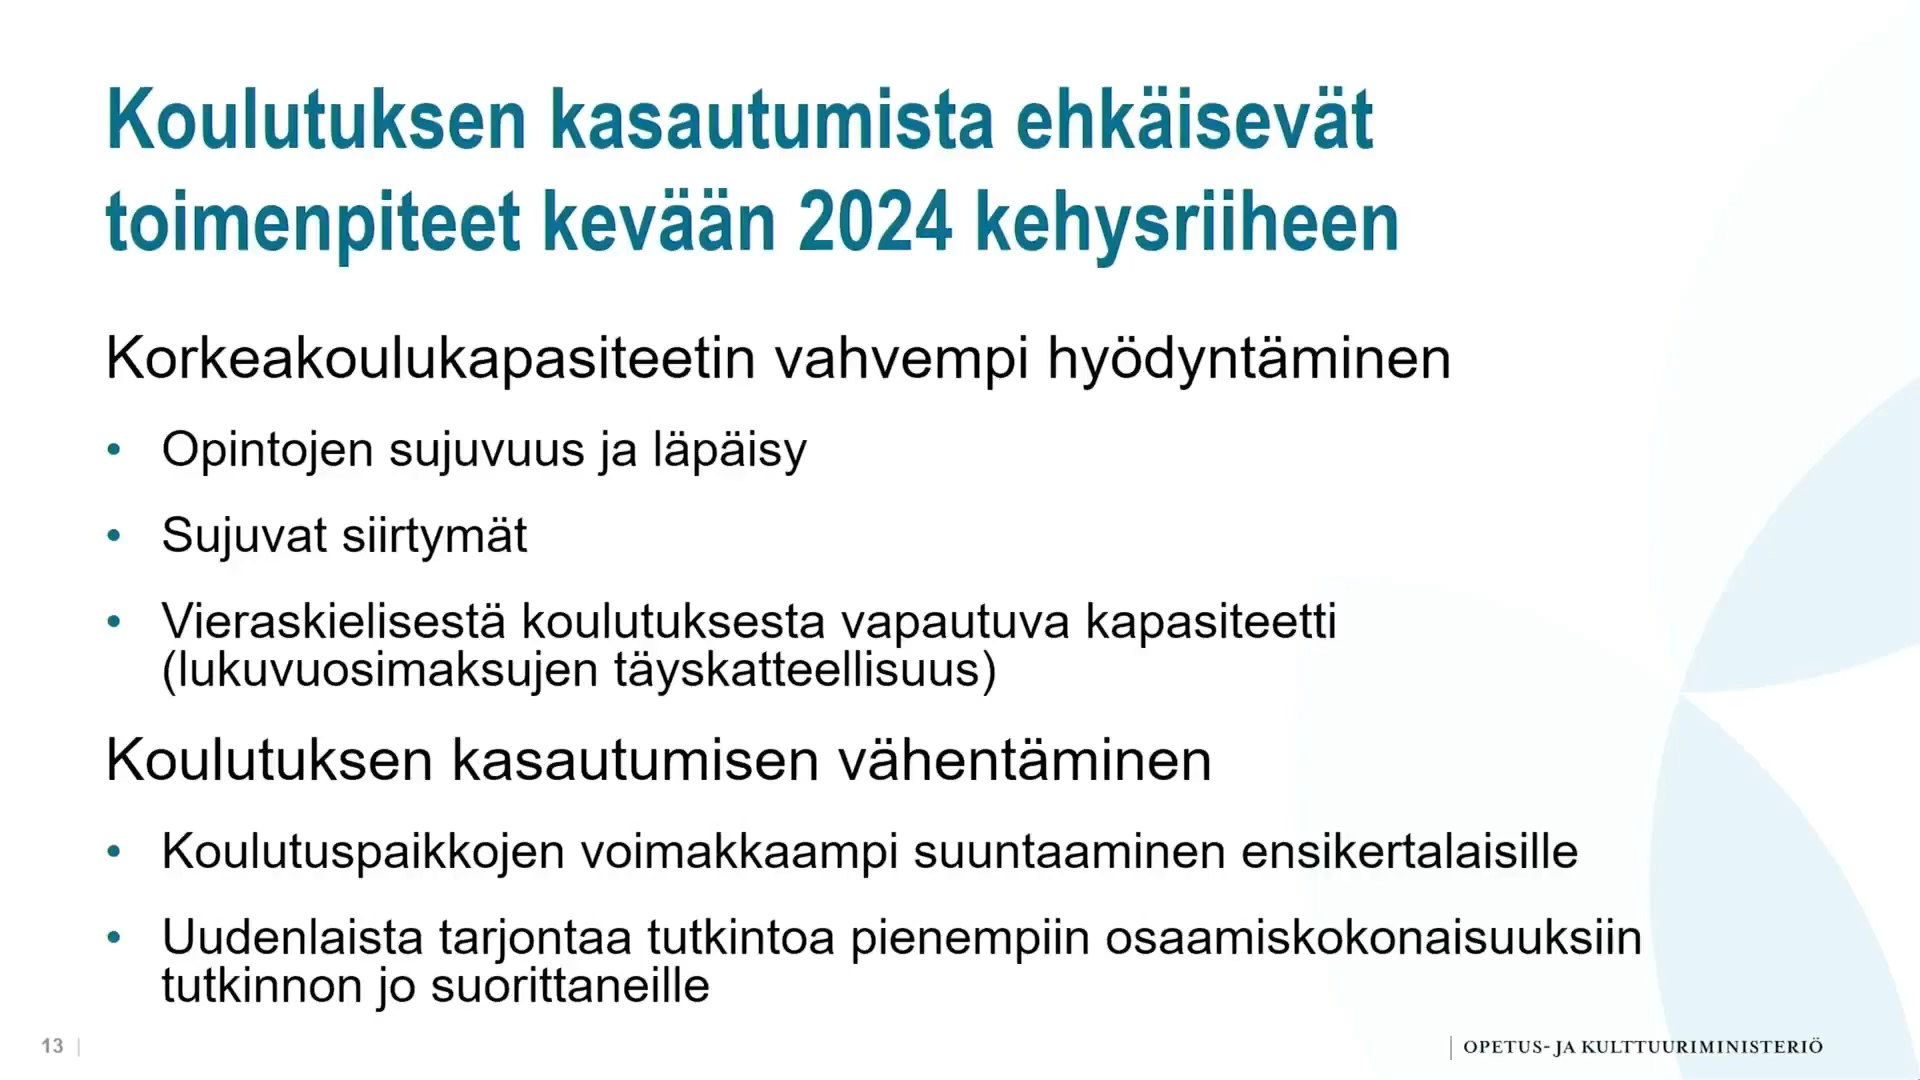 Koulutuksen kasautumista ehkäisevät
toimenpiteet kevään 2024 kehysriiheen
Korkeakoulukapasiteetin vahvempi hyödyntäminen
• Opintojen sujuvuus ja läpäisy
• Sujuvat siirtymät
• Vieraskielisestä koulutuksesta vapautuva kapasiteetti
(lukuvuosimaksujen täyskatteellisuus)
Koulutuksen kasautumisen vähentäminen
• Koulutuspaikkojen voimakkaampi suuntaaminen ensikertalaisille
• Uudenlaista tarjontaa tutkintoa pienempiin osaamiskokonaisuuksiin
tutkinnon jo suorittaneille
13 |
| OPETUS- JA KULTTUURIMINISTERIÖ